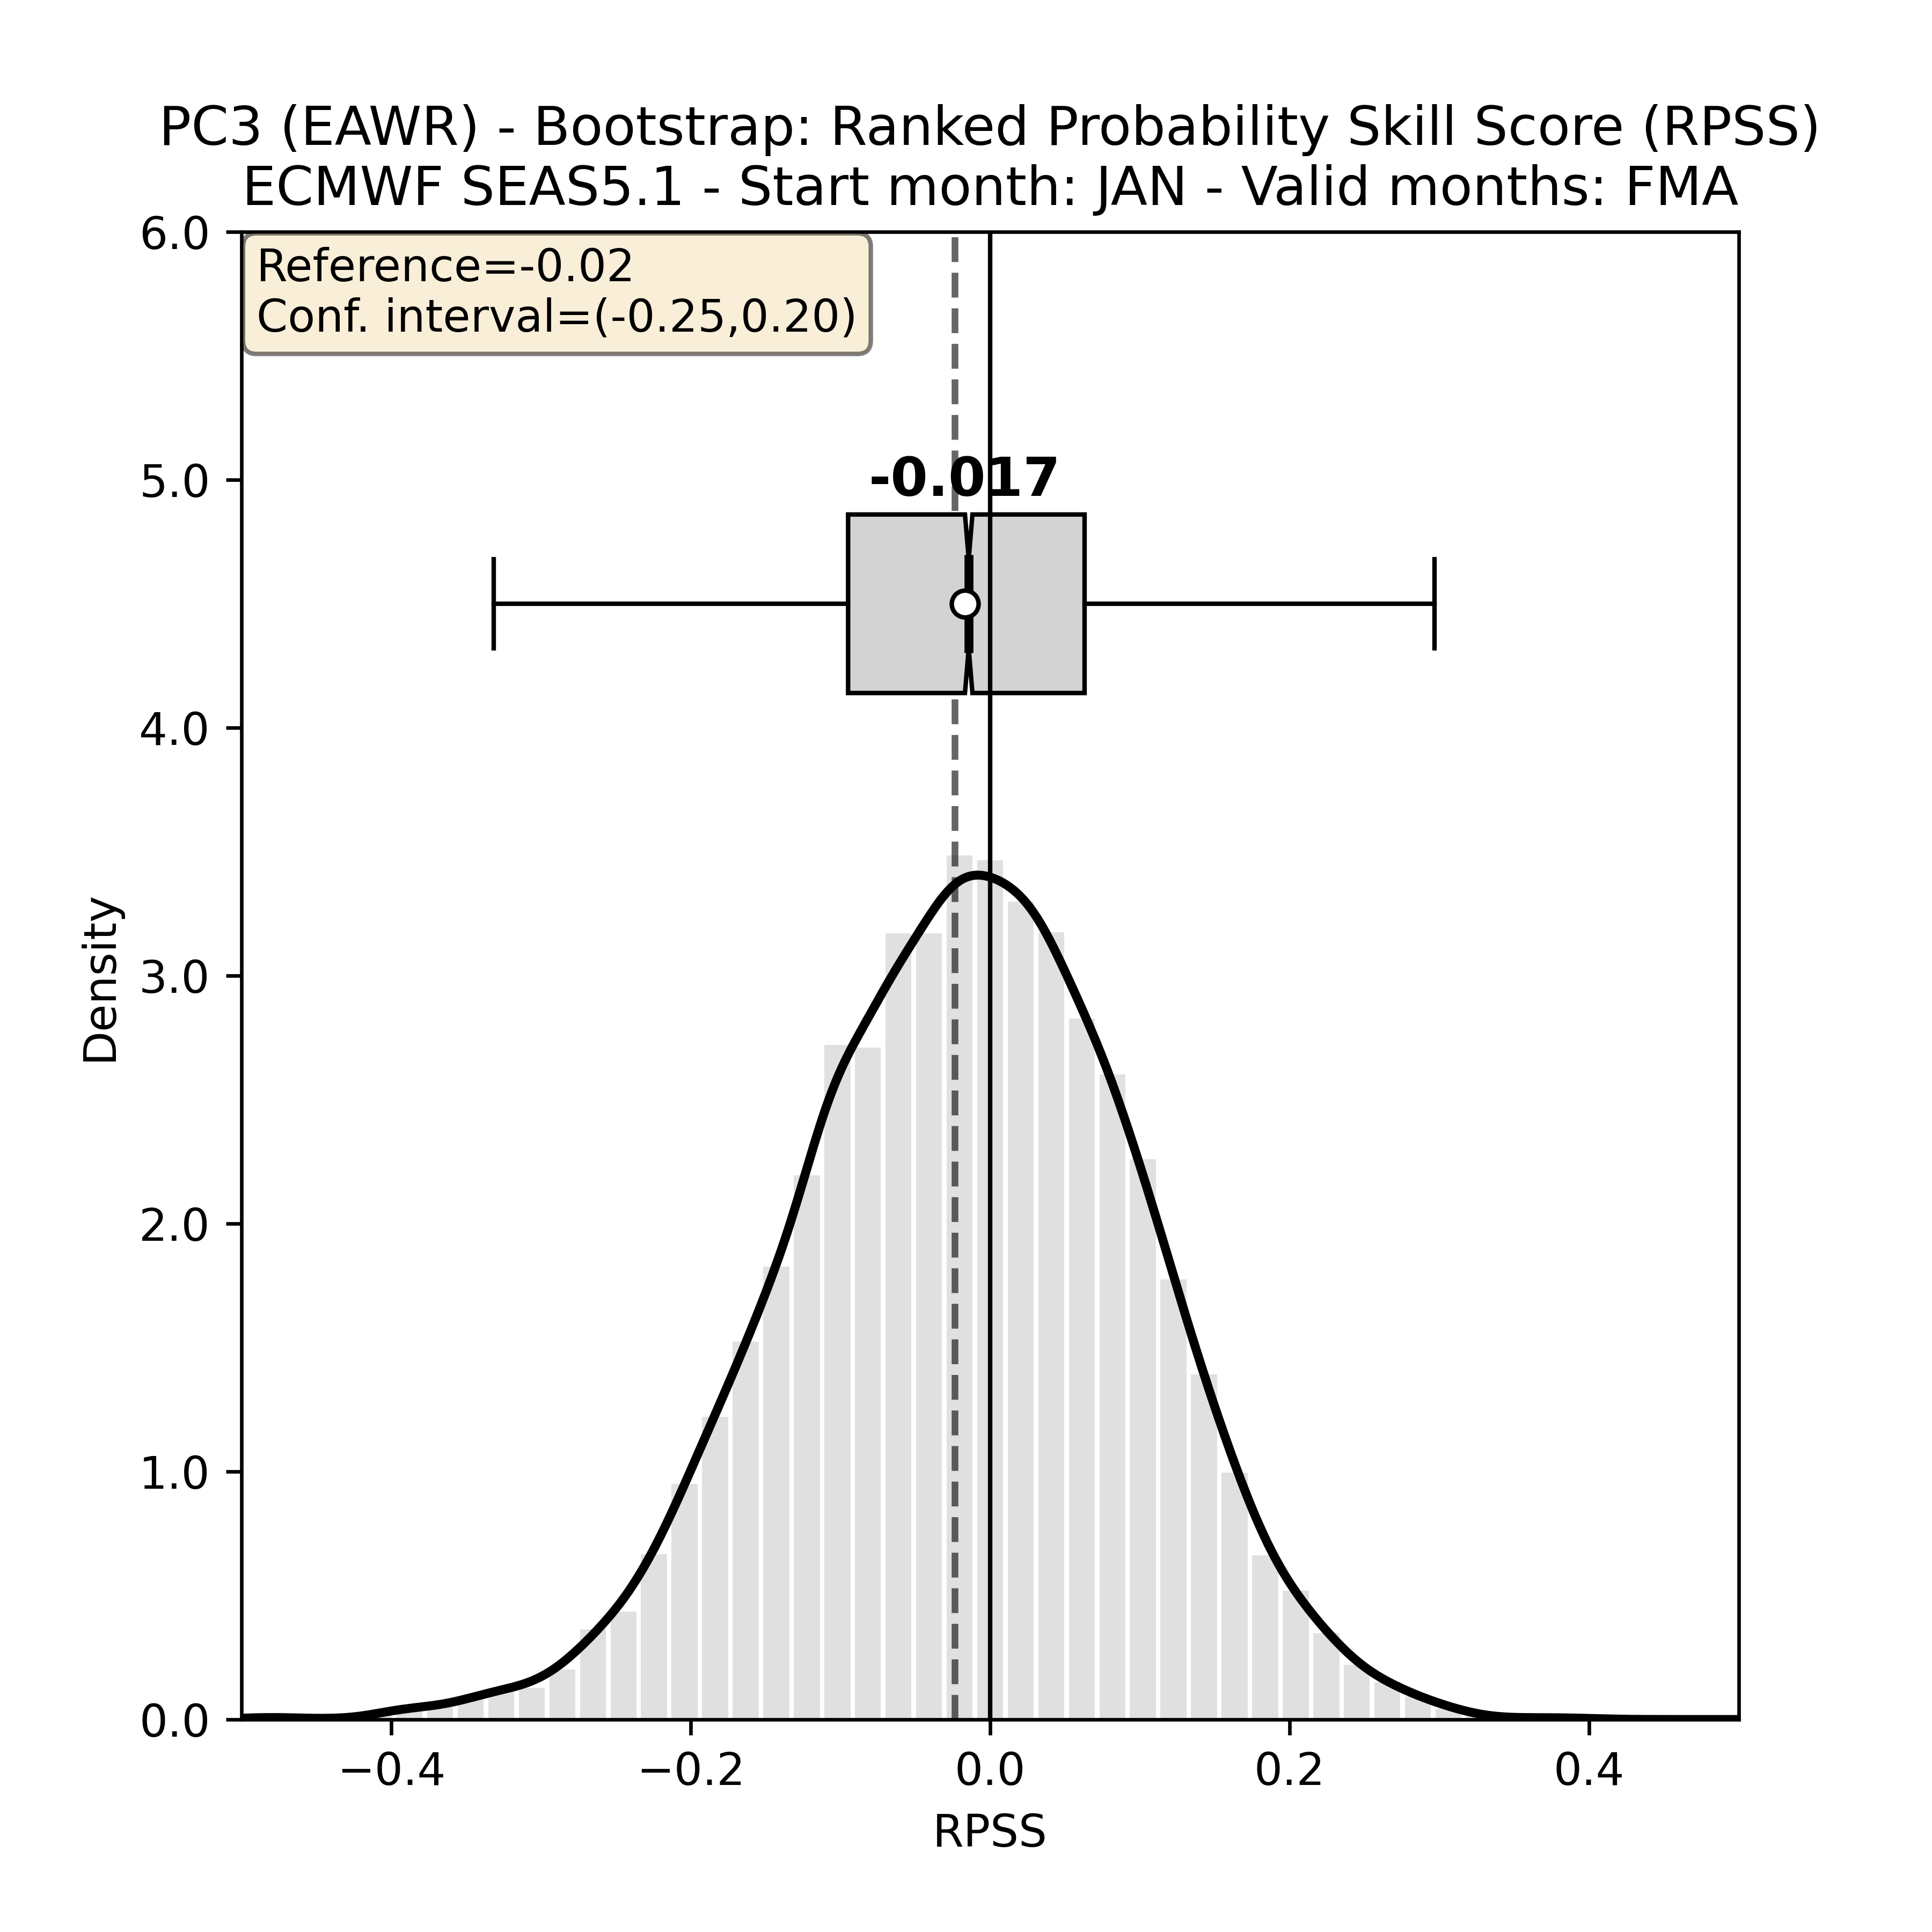 PC3 (EAWR) - Bootstrap: Ranked Probability Skill Score (RPSS)
ECMWF SEAS5.1 - Start month: JAN - Valid months: FMA
Reference=-0.02
Conf. interval=(-0.25,0.20)
-0.017
6.0
5.0
4.0
3.0
2.0
1.0
0.0
Density
−0.4
−0.2
0.0
0.2
0.4
RPSS